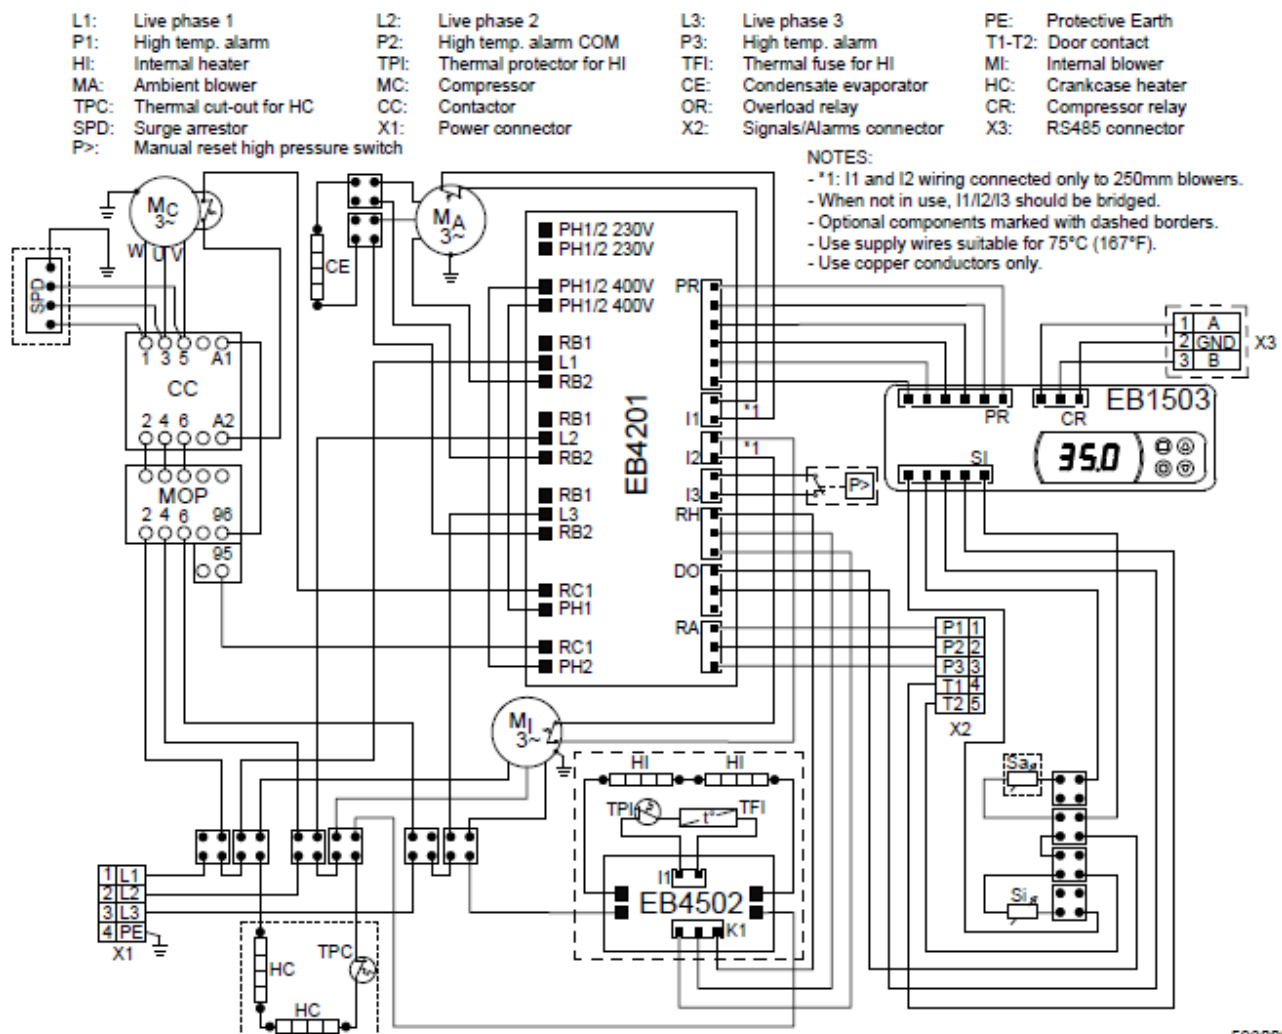 L1: Live phase 1 L2: Live phase 2 L3: Live phase 3 PE: Protective Earth
P1: High temp. alarm P2: High temp. alarm COM P3: High temp. alarm T1-T2: Door contact
HI: Internal heater TPI: Thermal protector for HI TFI: Thermal fuse for HI MI: Internal blower
MA: Ambient blower MC: Compressor CE: Condensate evaporator HC: Crankcase heater
TPC: Thermal cut-out for HC CC: Contactor OR: Overload relay CR: Compressor relay
SPD: Surge arrestor X1: Power connector X2: Signals/Alarms connector X3: RS485 connector
P>: Manual reset high pressure switch
NOTES:
- *1: I1 and I2 wiring connected only to 250mm blowers.
- When not in use, I1/I2/I3 should be bridged.
- Optional components marked with dashed borders.
- Use supply wires suitable for 75°C (167°F).
- Use copper conductors only.
MC
3~
W U V
SPD
1 3 5 A1
CC
2 4 6 A2
MOP
2 4 6 96
95
CE
MA
3~
PH1/2 230V
PH1/2 230V
PH1/2 400V
PH1/2 400V
RB1
L1
RB2
RB1
L2
RB2
RB1
L3
RB2
RC1
PH1
RC1
PH2
EB4201
PR
I1
I2
I3
RH
DO
RA
*1
*1
P>
1 A
2 GND
3 B
X3
EB1503
PR
CR
SI
35.0
P1 1
P2 2
P3 3
T1 4
T2 5
X2
Sa
Si
MI
3~
HI
HI
TPI
t°
TFI
I1
EB4502
K1
1 L1
2 L2
3 L3
4 PE
X1
HC
TPC
HC